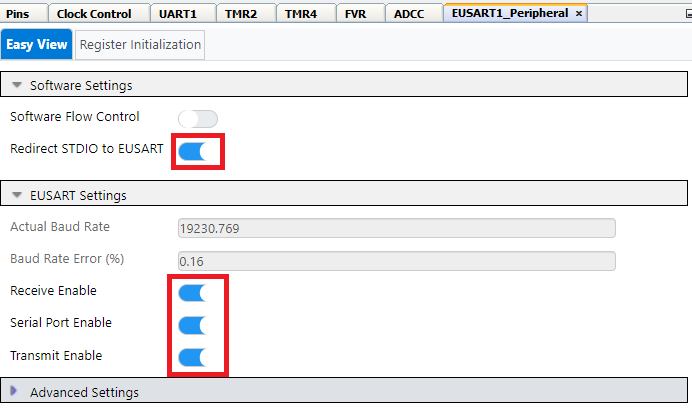 Pins Clock Control UART1 TMR2 TMR4 FVR ADCC EUSART1_Peripheral ×
Easy View Register Initialization
Software Settings
Software Flow Control
Redirect STDIO to EUSART
EUSART Settings
Actual Baud Rate 19230.769
Baud Rate Error (%) 0.16
Receive Enable
Serial Port Enable
Transmit Enable
Advanced Settings